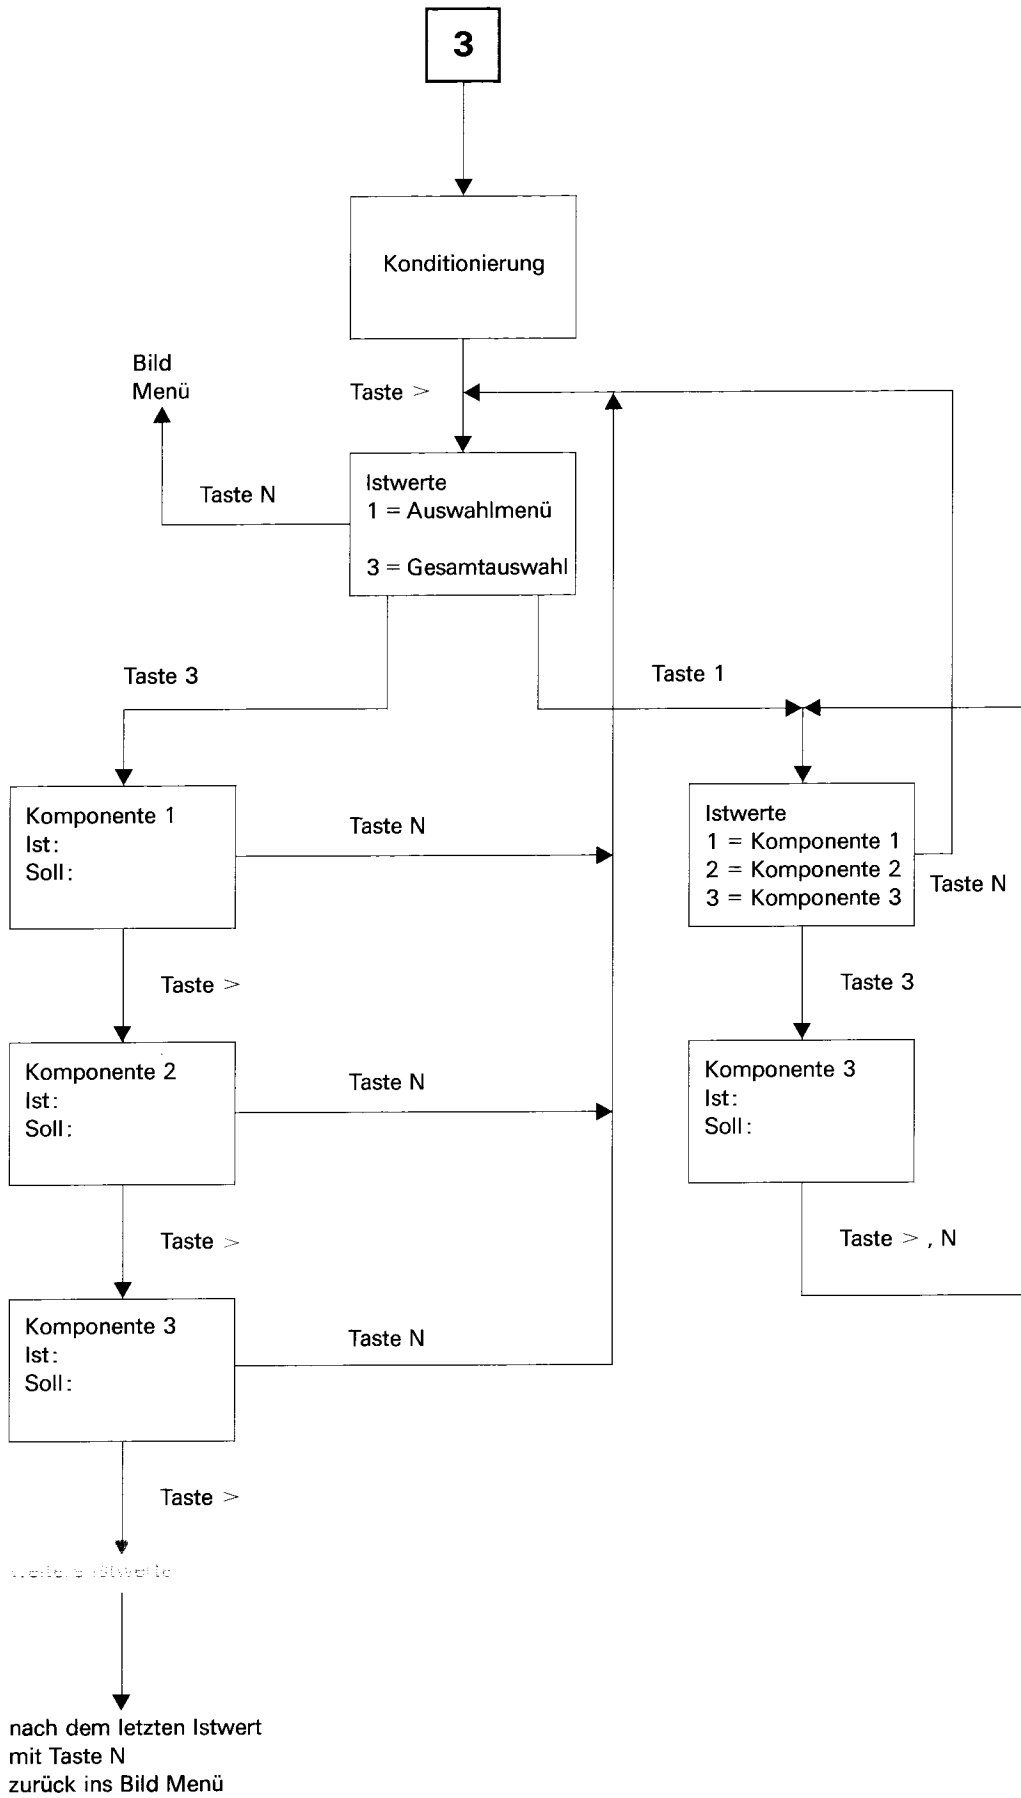 3
Konditionierung
Bild
Menü
Taste >
Taste N
Istwerte
1 = Auswahlmenü
3 = Gesamtauswahl
Taste 3
Taste 1
Komponente 1
Ist:
Soll:
Taste N
Istwerte
1 = Komponente 1
2 = Komponente 2
3 = Komponente 3
Taste N
Taste >
Taste 3
Komponente 2
Ist:
Soll:
Taste N
Komponente 3
Ist:
Soll:
Taste >
Taste > , N
Komponente 3
Ist:
Soll:
Taste N
Taste >
nach dem letzten Istwert
mit Taste N
zurück ins Bild Menü